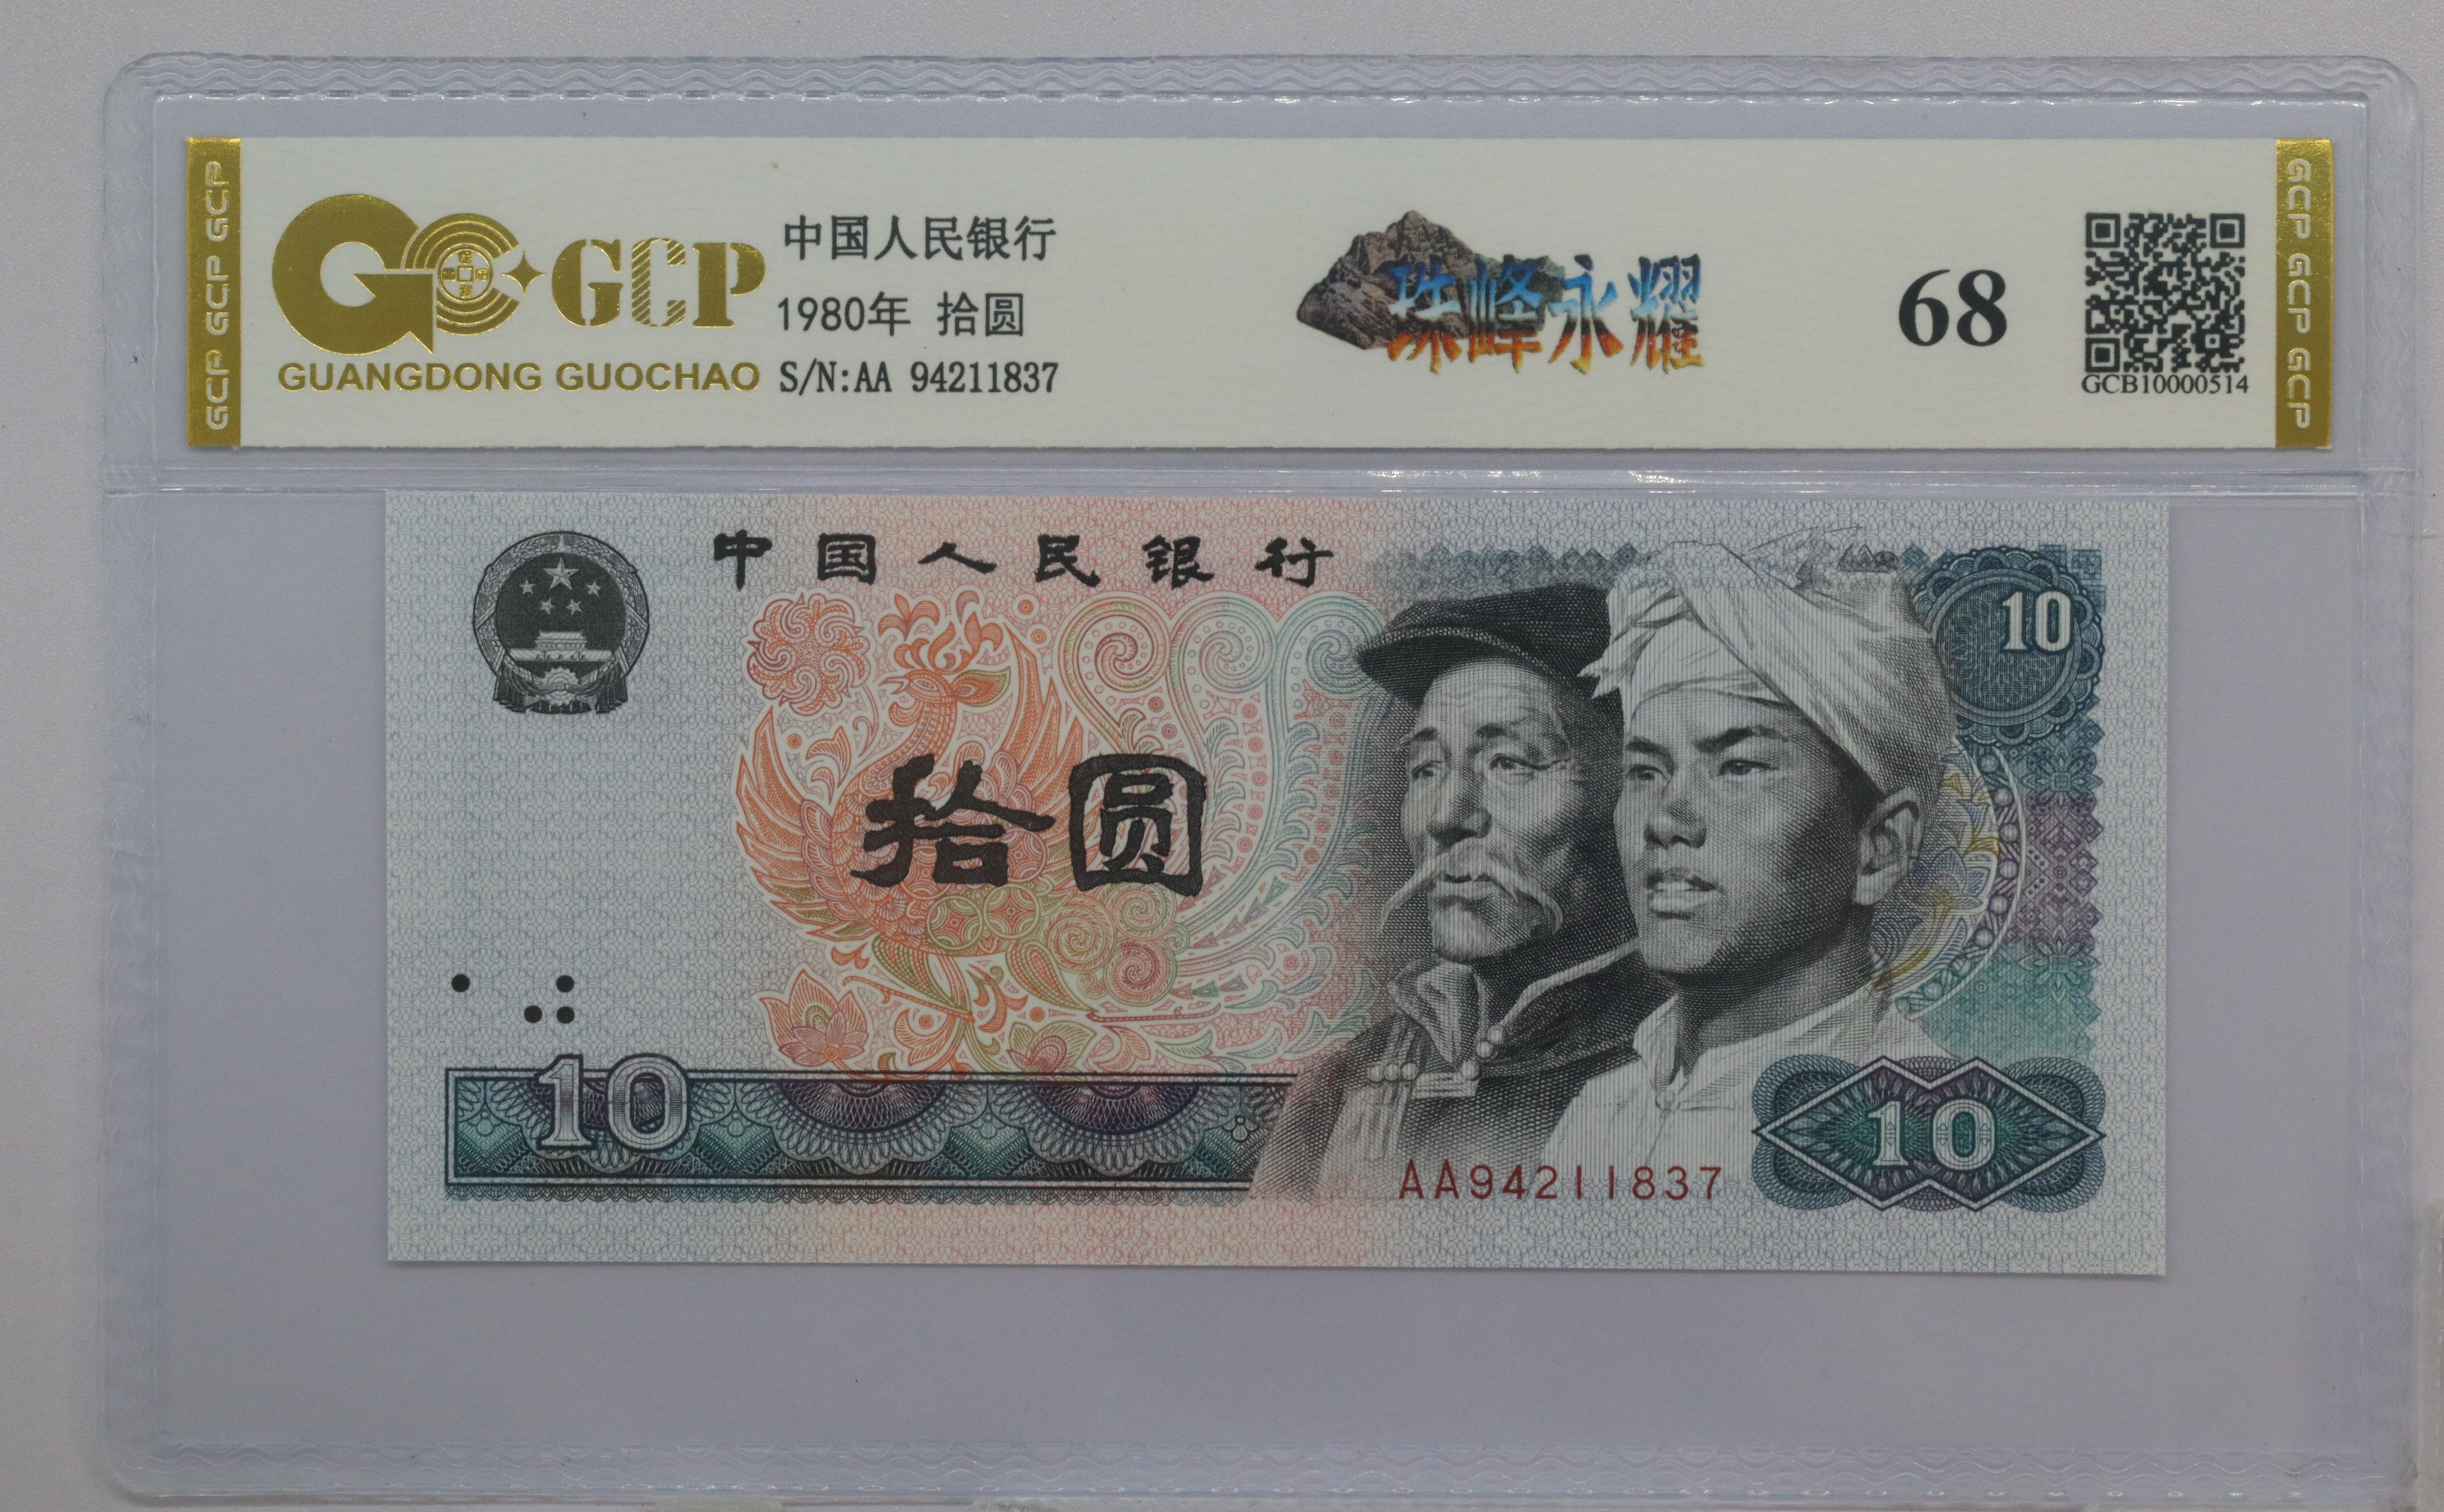 GCP GCP GCP
GCP
GUANGDONG GUOCHAO
中国人民银行
1980年 拾圆
S/N:AA 94211837
珠峰永耀
68
GCB10000514
GCP GCP GCP
中国人民银行
10
拾圆
10
AA94211837
10